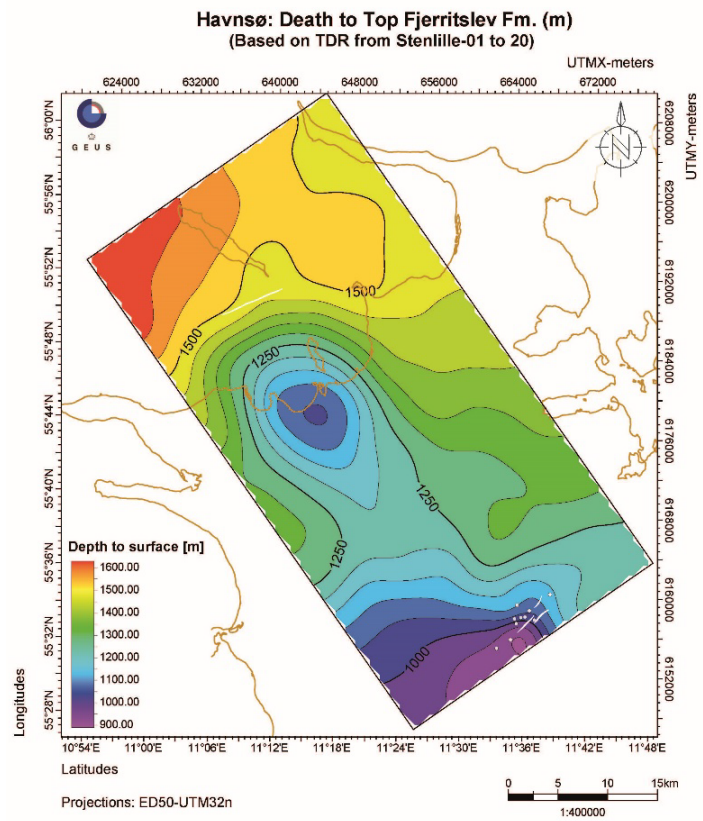 Havnsø: Death to Top Fjerritslev Fm. (m)
(Based on TDR from Stenlille-01 to 20)
UTMX-meters
624000 632000 640000 648000 656000 664000 672000
GEUS
N
UTMY-meters
6208000
6200000
6192000
6184000
6176000
6168000
6160000
6152000
56°0'N
55°56'N
55°52'N
55°48'N
55°44'N
55°40'N
55°36'N
55°32'N
55°28'N
1500
1500
1250
1250
1250
1000
Depth to surface [m]
1600.00
1500.00
1400.00
1300.00
1200.00
1100.00
1000.00
900.00
Longitudes
10°54'E 11°00'E 11°06'E 11°12'E 11°18'E 11°24'E 11°30'E 11°36'E 11°42'E 11°48'E
Latitudes
Projections: ED50-UTM32n
0 5 10 15km
1:400000